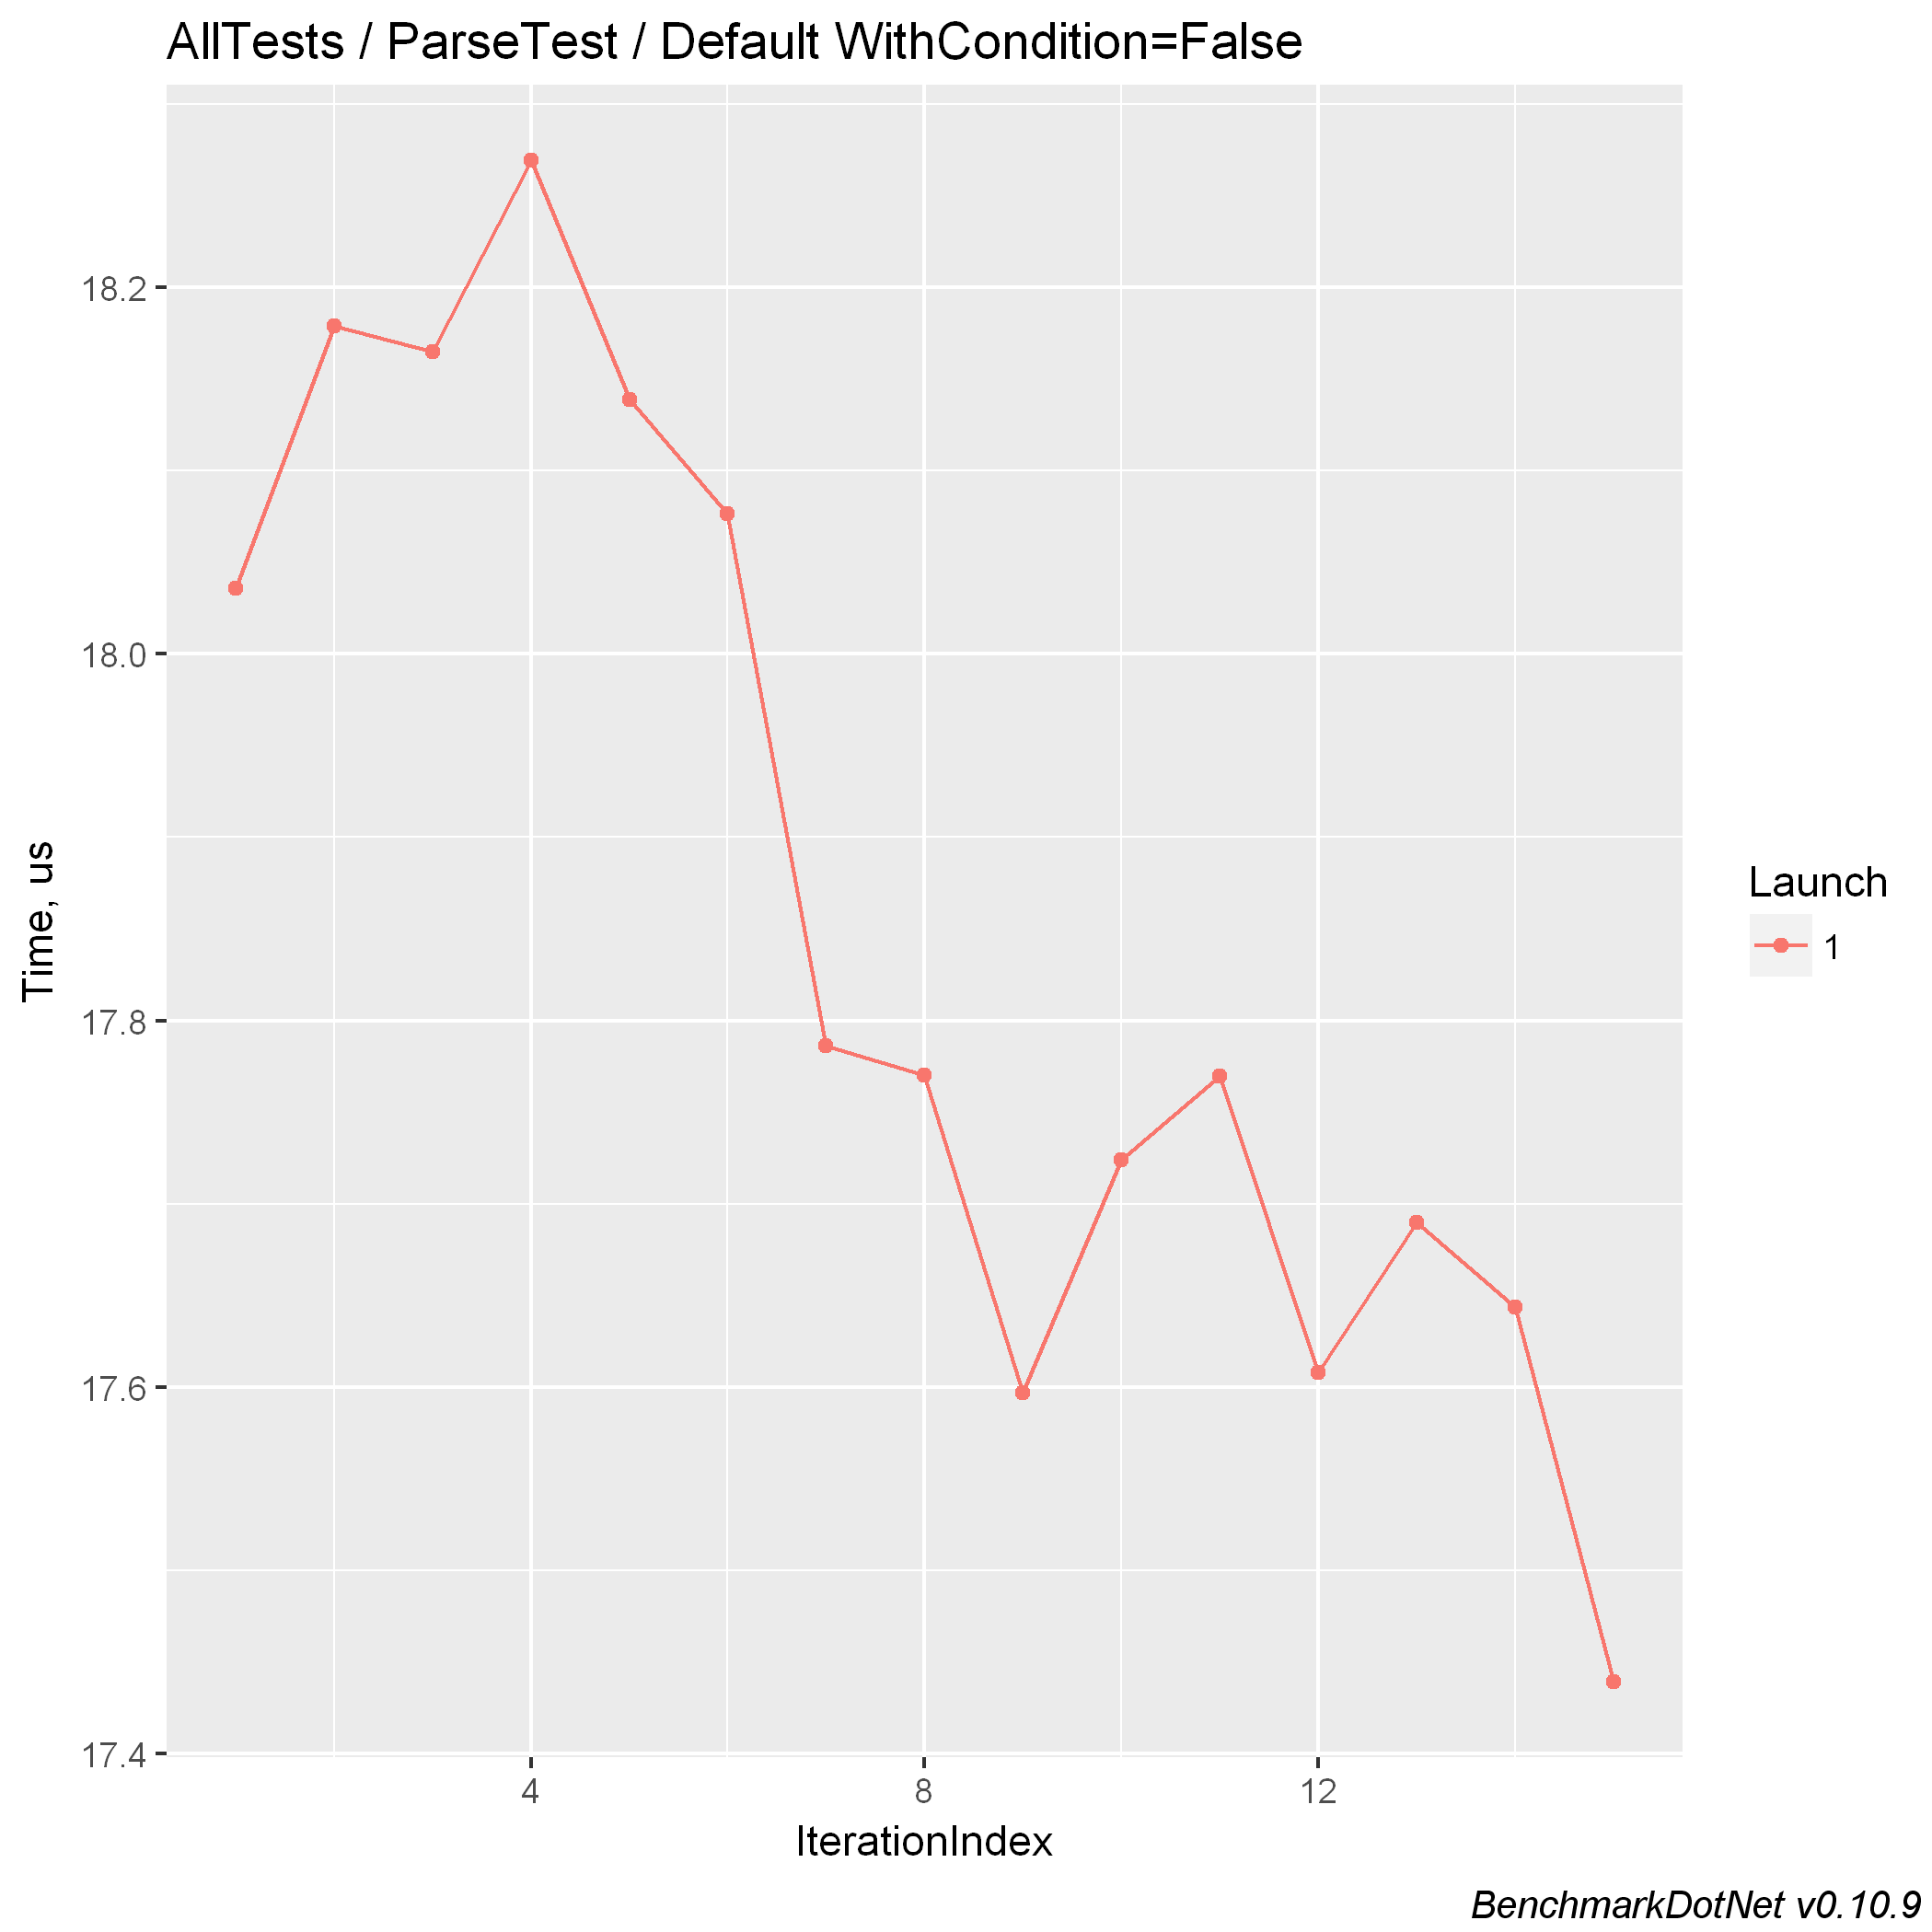 AllTests / ParseTest / Default WithCondition=False
18.2
18.0
17.8
17.6
17.4
Time, us
4 8 12
IterationIndex
Launch
1
BenchmarkDotNet v0.10.9